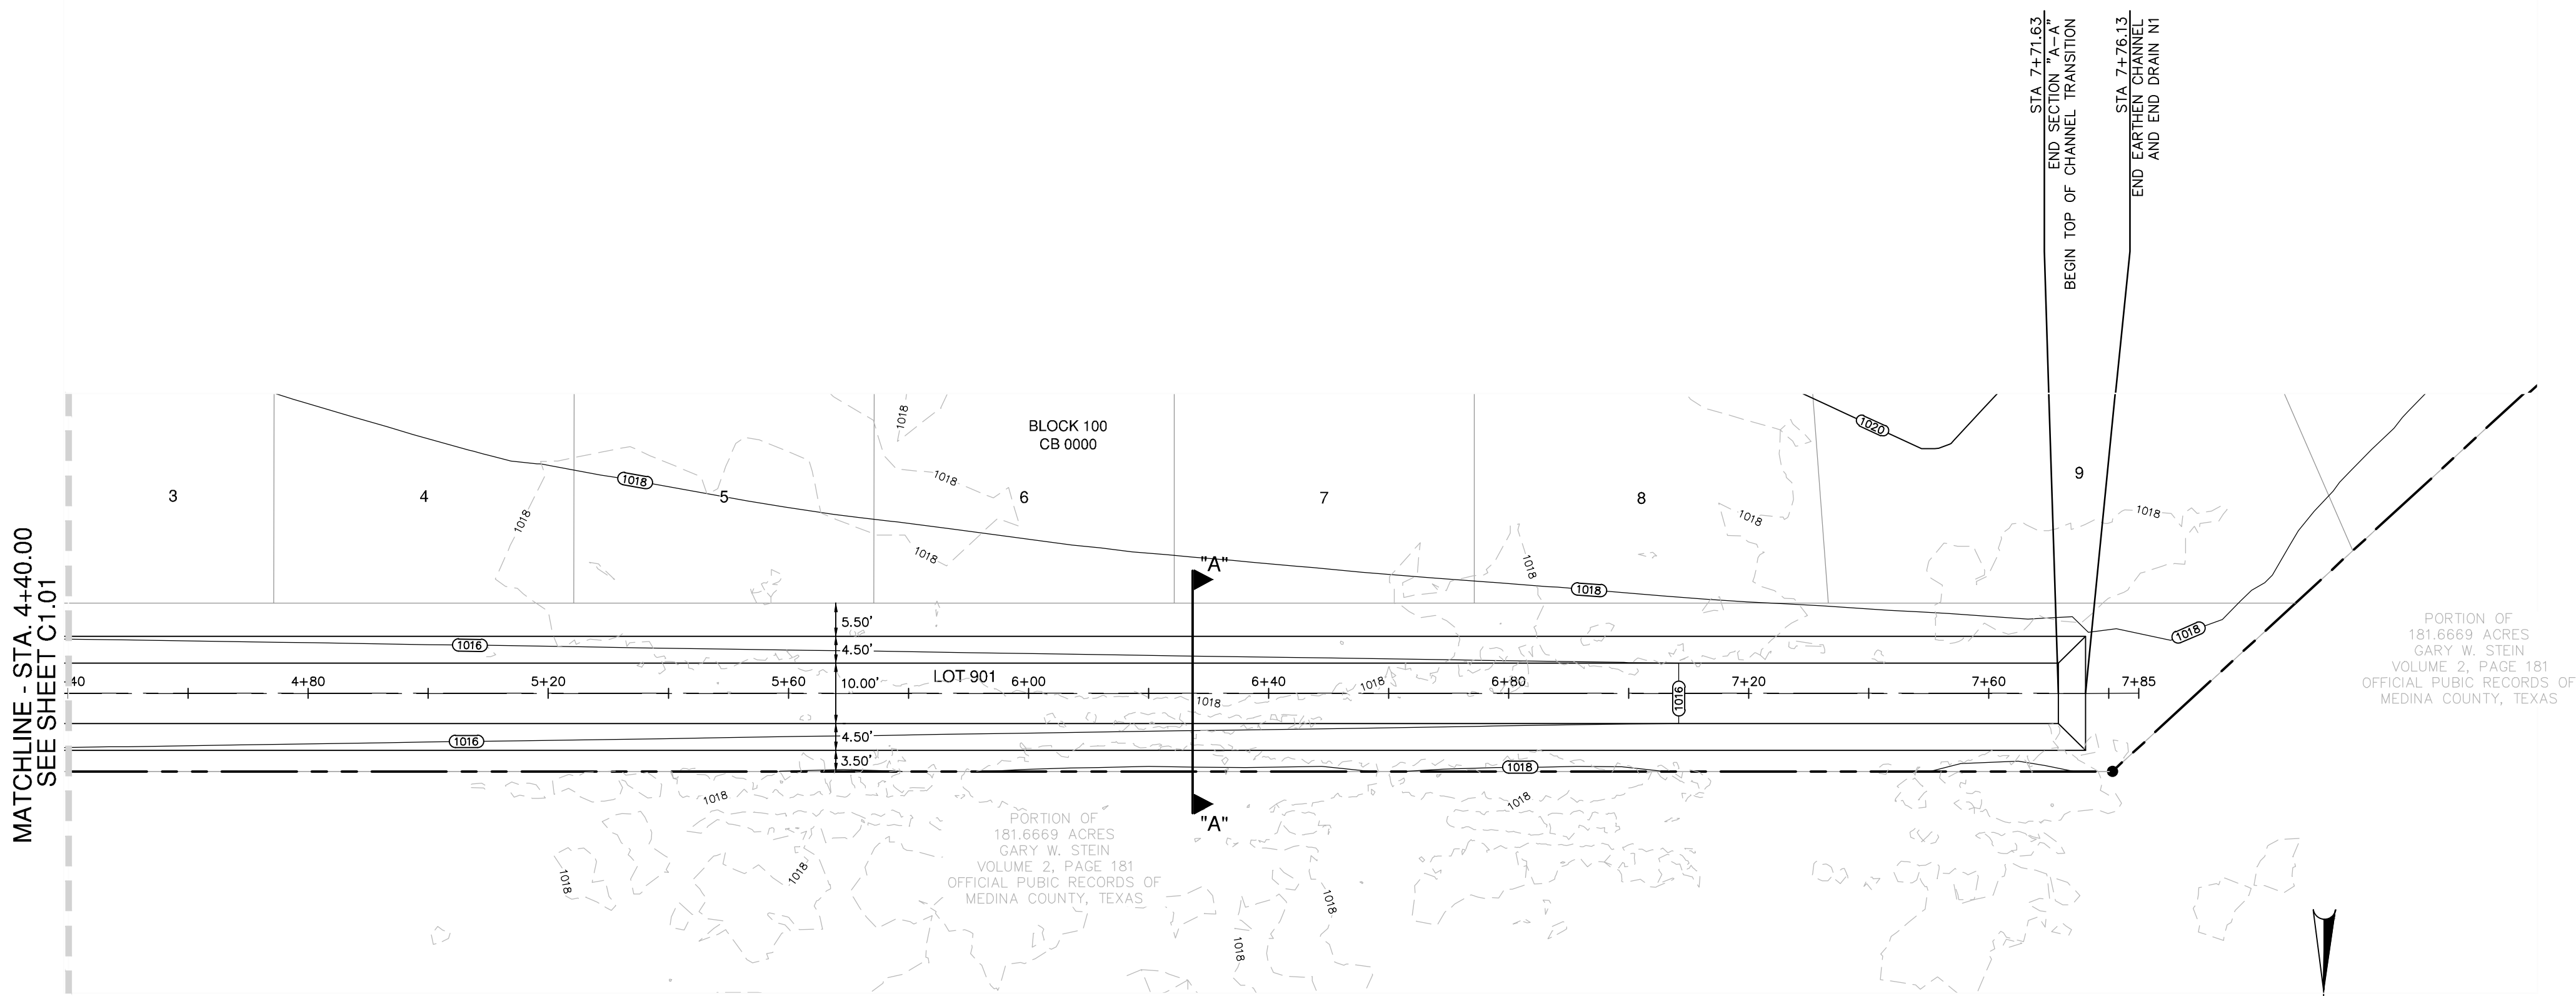 STA 7+71.63
END SECTION "A-A"
BEGIN TOP OF CHANNEL TRANSITION
STA 7+76.13
END EARTHEN CHANNEL
AND END DRAIN N1
BLOCK 100
CB 0000
1018
1018
1020
3
4
5
6
7
8
9
1018
1018
1018
1018
1018
1018
1018
1018
MATCHLINE - STA. 4+40.00
SEE SHEET C1.01
"A"
5.50'
4.50'
10.00'
4.50'
3.50'
1016
1016
1016
LOT 901
40
4+80
5+20
5+60
6+00
6+40
6+80
7+20
7+60
7+85
1018
1018
1018
1018
1018
1018
"A"
PORTION OF
181.6669 ACRES
GARY W. STEIN
VOLUME 2, PAGE 181
OFFICIAL PUBIC RECORDS OF
MEDINA COUNTY, TEXAS
PORTION OF
181.6669 ACRES
GARY W. STEIN
VOLUME 2, PAGE 181
OFFICIAL PUBIC RECORDS OF
MEDINA COUNTY, TEXAS
1018
1018
1018
1018